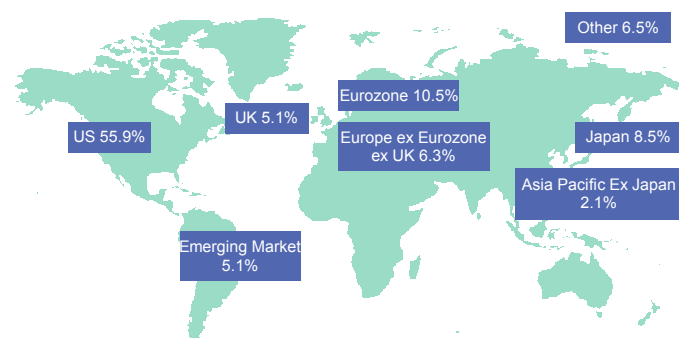 Other 6.5%
Eurozone 10.5%
UK 5.1%
US 55.9%
Europe ex Eurozone
ex UK 6.3%
Japan 8.5%
Asia Pacific Ex Japan
2.1%
Emerging Market
5.1%